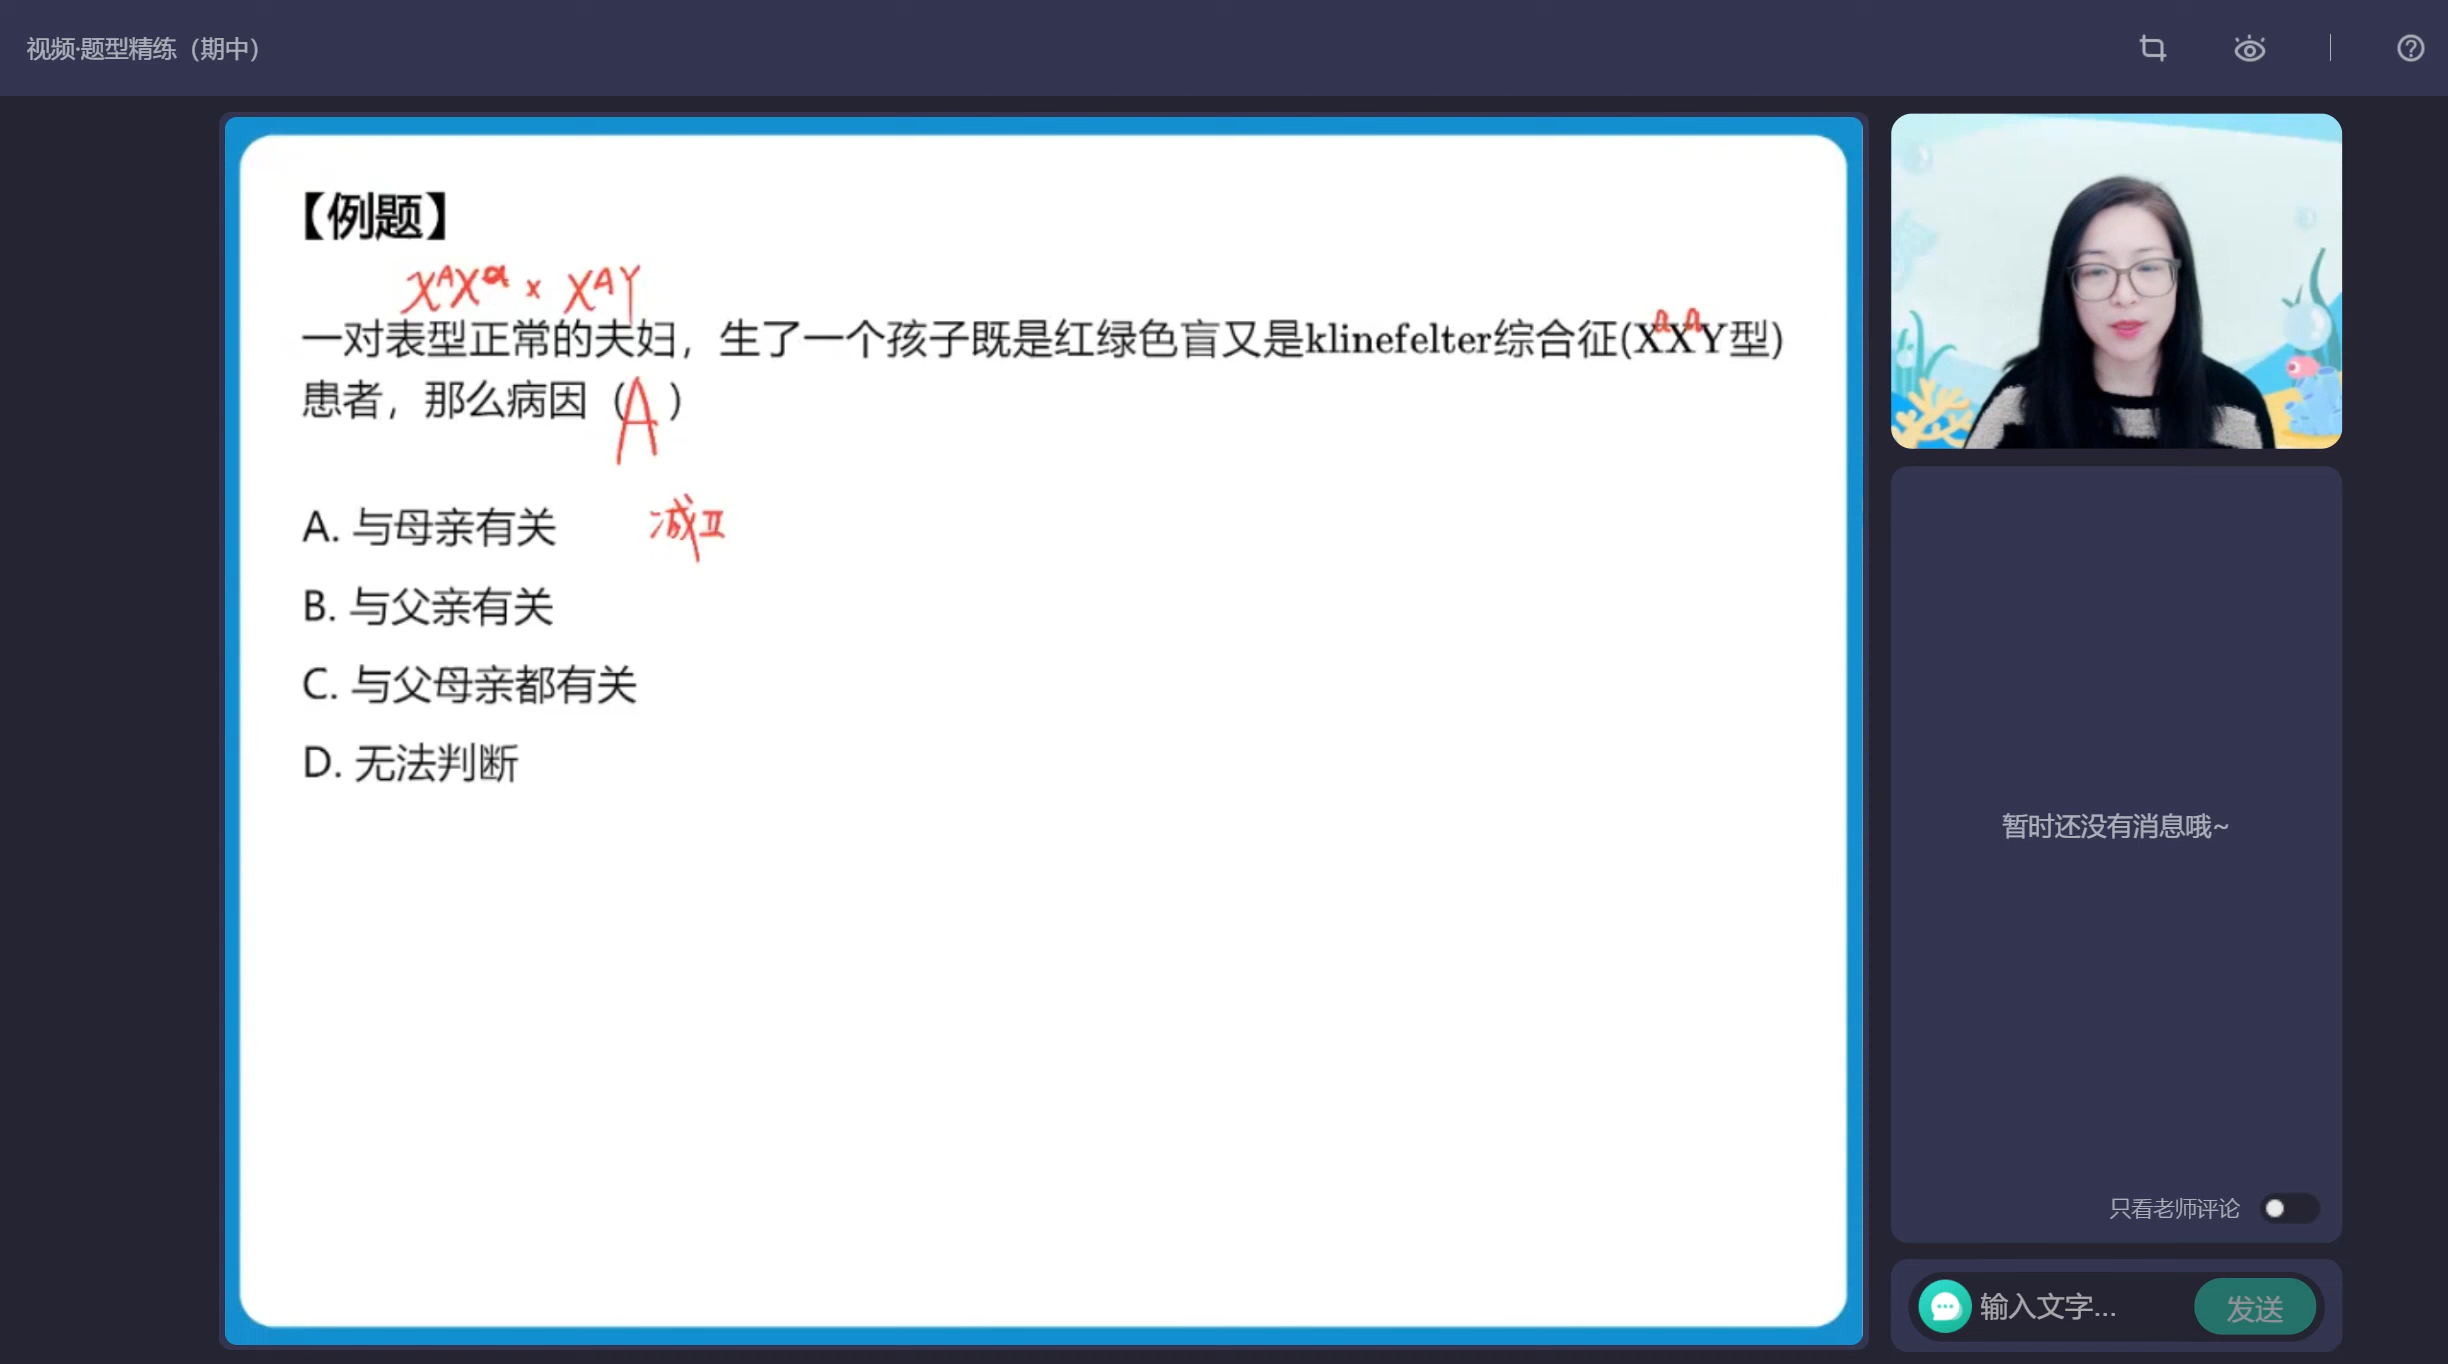 视频·题型精练（期中）
【例题】
XᴬXᵃ × XᴬY
一对表型正常的夫妇，生了一个孩子既是红绿色盲又是klinefelter综合征(XᵃXᵃY型)
患者，那么病因（A）
A. 与母亲有关 减Ⅱ
B. 与父亲有关
C. 与父母亲都有关
D. 无法判断
暂时还没有消息哦~
只看老师评论
输入文字...
发送